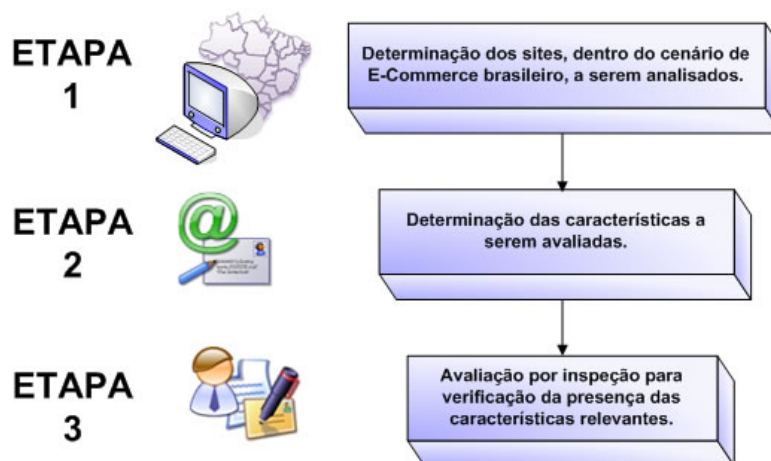 ETAPA
1
Determinação dos sites, dentro do cenário de
E-Commerce brasileiro, a serem analisados.
ETAPA
2
Determinação das características a
serem avaliadas.
ETAPA
3
Avaliação por inspeção para
verificação da presença das
características relevantes.